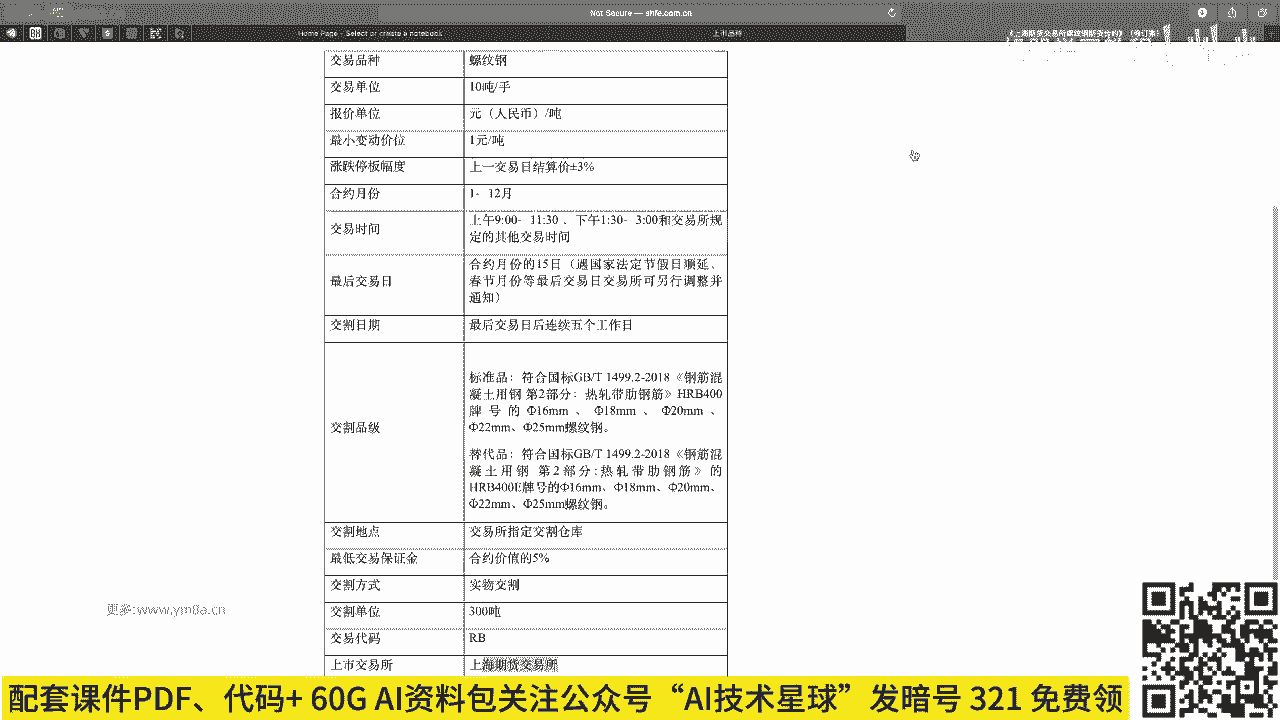 Not Secure — shfe.com.cn
Home Page - Select or create a notebook
上市品种
《上海期货交易所螺纹钢期货合约》（修订案）
交易品种 螺纹钢
交易单位 10吨/手
报价单位 元（人民币）/吨
最小变动价位 1元/吨
涨跌停板幅度 上一交易日结算价±3%
合约月份 1- 12月
交易时间 上午9:00- 11:30 、下午1:30- 3:00和交易所规
定的其他交易时间
最后交易日 合约月份的15日（遇国家法定节假日顺延、
春节月份等最后交易日交易所可另行调整并
通知）
交割日期 最后交易日后连续五个工作日
交割品级
标准品：符合国标GB/T 1499.2-2018《钢筋混
凝土用钢 第2部分：热轧带肋钢筋》HRB400
牌号的Φ16mm、Φ18mm、Φ20mm、
Φ22mm、Φ25mm螺纹钢。
替代品：符合国标GB/T 1499.2-2018《钢筋混
凝土用钢 第2部分:热轧带肋钢筋》的
HRB400E牌号的Φ16mm、Φ18mm、Φ20mm、
Φ22mm、Φ25mm螺纹钢。
交割地点 交易所指定交割仓库
最低交易保证金 合约价值的5%
交割方式 实物交割
交割单位 300吨
交易代码 RB
上市交易所 上海期货交易所
更多:www.ym8a.cn
配套课件PDF、代码+ 60G AI资料包关注公众号“AI技术星球”发暗号 321 免费领